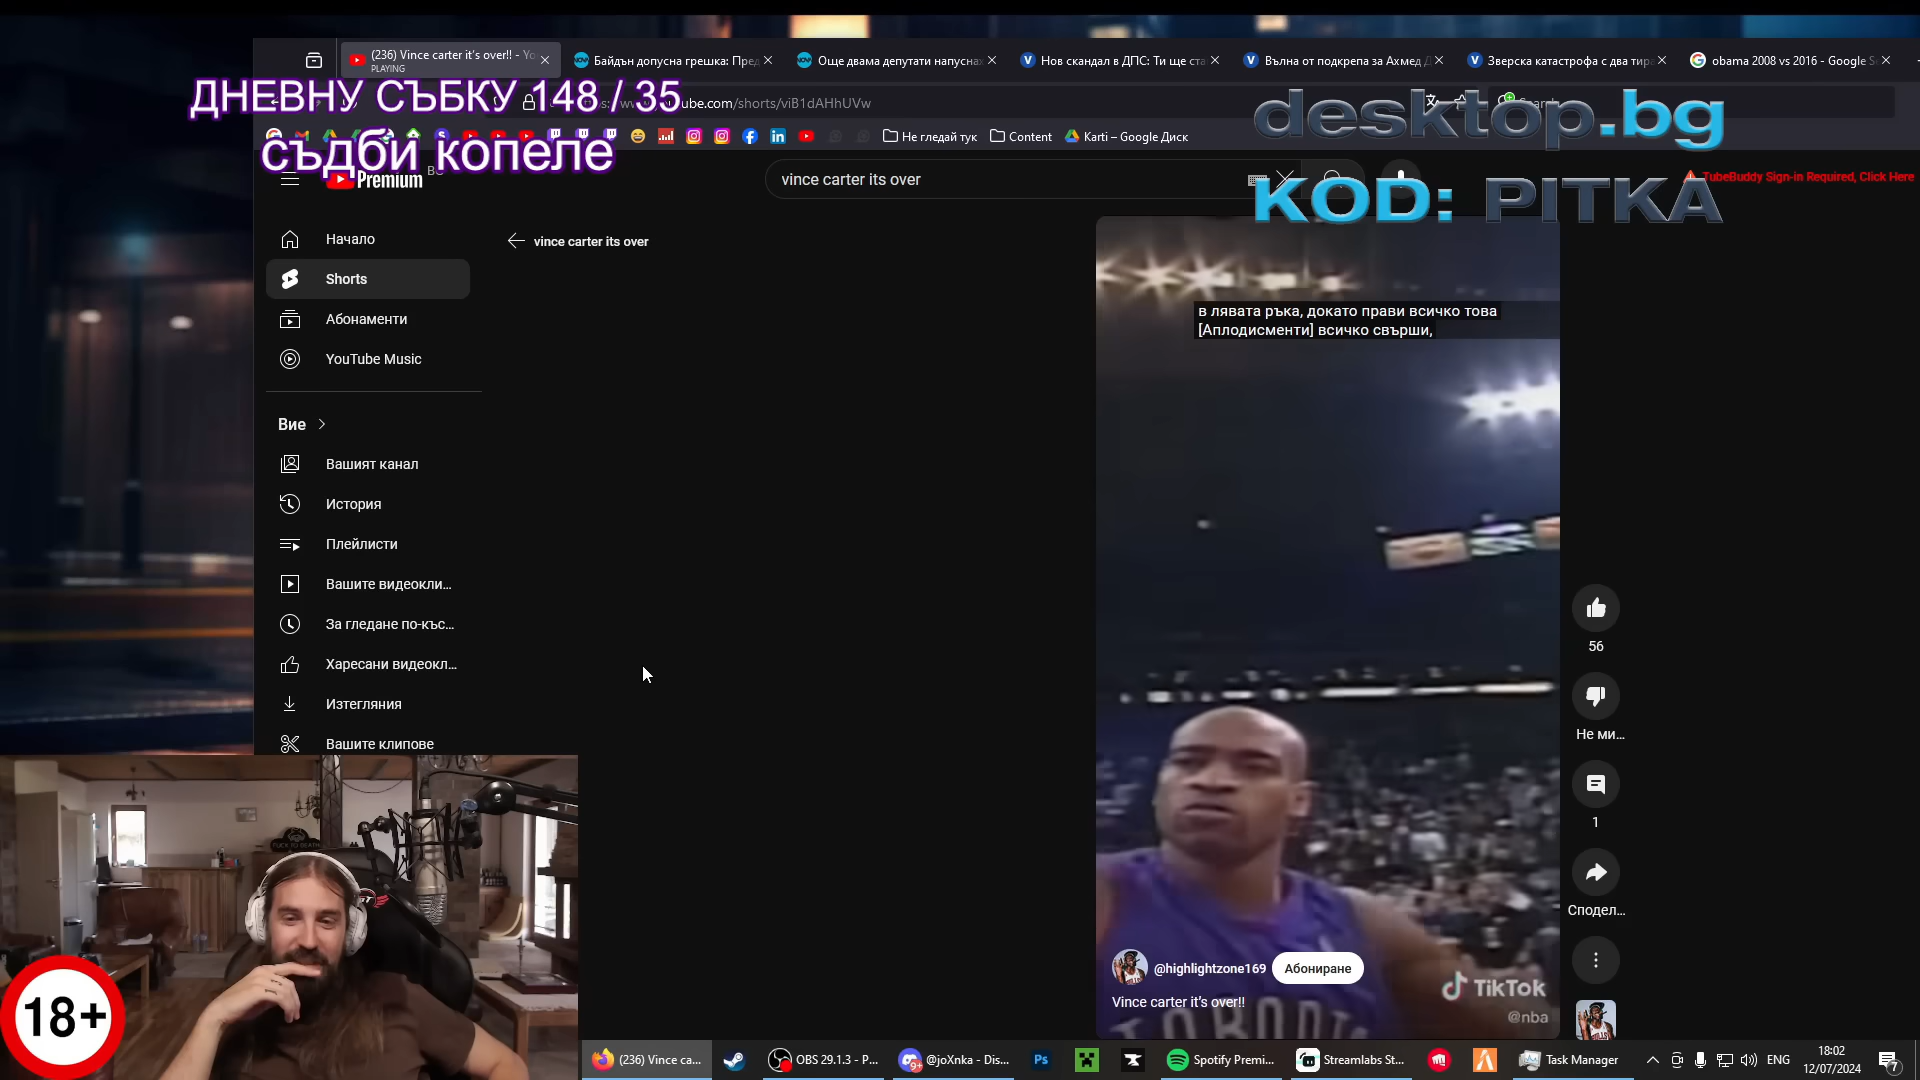 (236) Vince carter it's over!! - Yo
PLAYING
Байдън допусна грешка: Пред
Още двама депутати напуснах
Нов скандал в ДПС: Ти ще ста
Вълна от подкрепа за Ахмед Д
Зверска катастрофа с два тира
obama 2008 vs 2016 - Google S
ДНЕВНУ СЪБКУ 148 / 35
ube.com/shorts/viB1dAHhUVw
desktop.bg
съдби копеле
Не гледай тук
Content
Karti – Google Диск
Premium
BG
vince carter its over
TubeBuddy Sign-in Required, Click Here
KOD: PITKA
Начало
vince carter its over
Shorts
Абонаменти
YouTube Music
Вие
Вашият канал
История
Плейлисти
Вашите видеокли...
За гледане по-къс...
Харесани видеокл...
Изтегляния
Вашите клипове
в лявата ръка, докато прави всичко това
[Аплодисменти] всичко свърши,
56
Не ми...
1
Сподел...
@highlightzone169
Абониране
Vince carter it's over!!
TikTok
@nba
18+
(236) Vince ca...
OBS 29.1.3 - P...
@joXnka - Dis...
Ps
Spotify Premi...
Streamlabs St...
Task Manager
ENG
18:02
12/07/2024
7